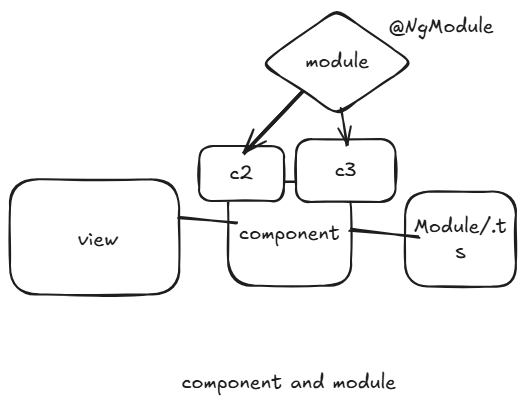 @NgModule
module
c2
c3
view
component
Module/.t
s
component and module